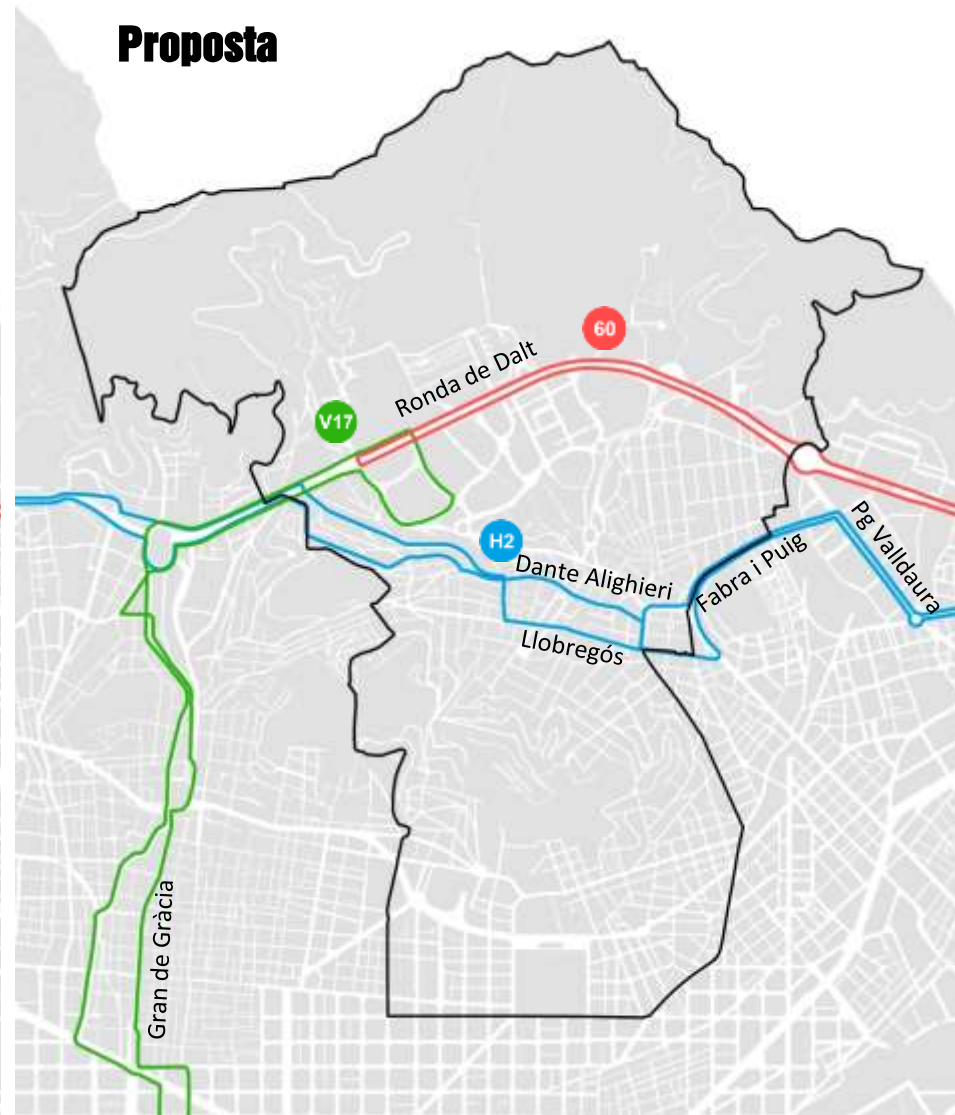 Proposta
60
Ronda de Dalt
V17
H2
Pg Valldaura
Fabra i Puig
Dante Alighieri
Llobregós
Gran de Gràcia